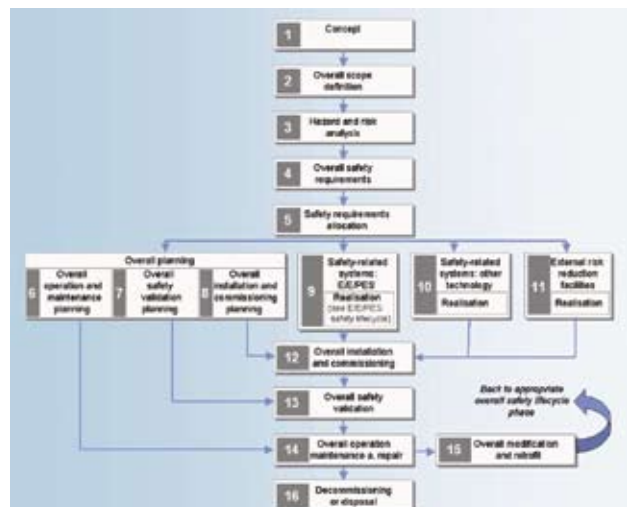 1 Concept
2 Overall scope
definition
3 Hazard and risk
analysis
4 Overall safety
requirements
5 Safety requirements
allocation
Overall planning
6 Overall
operation and
maintenance
planning
7 Overall
safety
validation
planning
8 Overall
installation and
commissioning
planning
9 Safety-related
systems:
E/E/PES
Realisation
(see E/E/PES
safety lifecycle)
10 Safety-related
systems: other
technology
Realisation
11 External risk
reduction
facilities
Realisation
12 Overall installation
and commissioning
13 Overall safety
validation
Back to appropriate
overall safety lifecycle
phase
14 Overall operation
maintenance a. repair
15 Overall modification
and retrofit
16 Decommissioning
or disposal